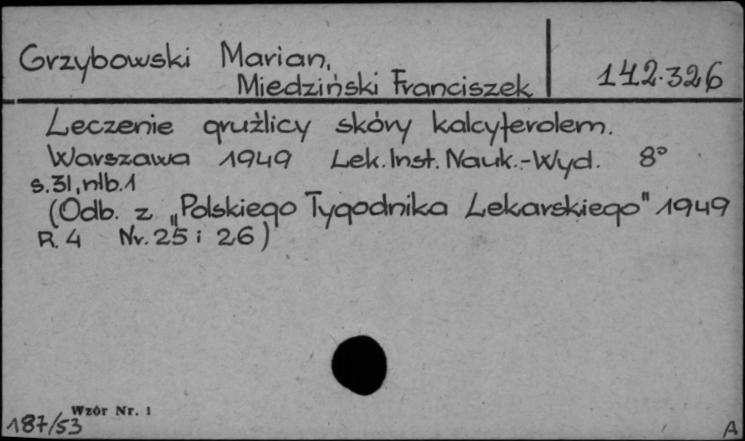 Grzybowski Marian,
Miedziński Franciszek
142.326
Leczenie gruźlicy skóry kalcyferolem.
Warszawa 1949 Lek. Inst. Nauk.-Wyd. 8°
s. 31, nlb. 1
(Odb. z „Polskiego Tygodnika Lekarskiego" 1949
R. 4 Nr. 25 i 26)
Wzór Nr. 1
187/53
A